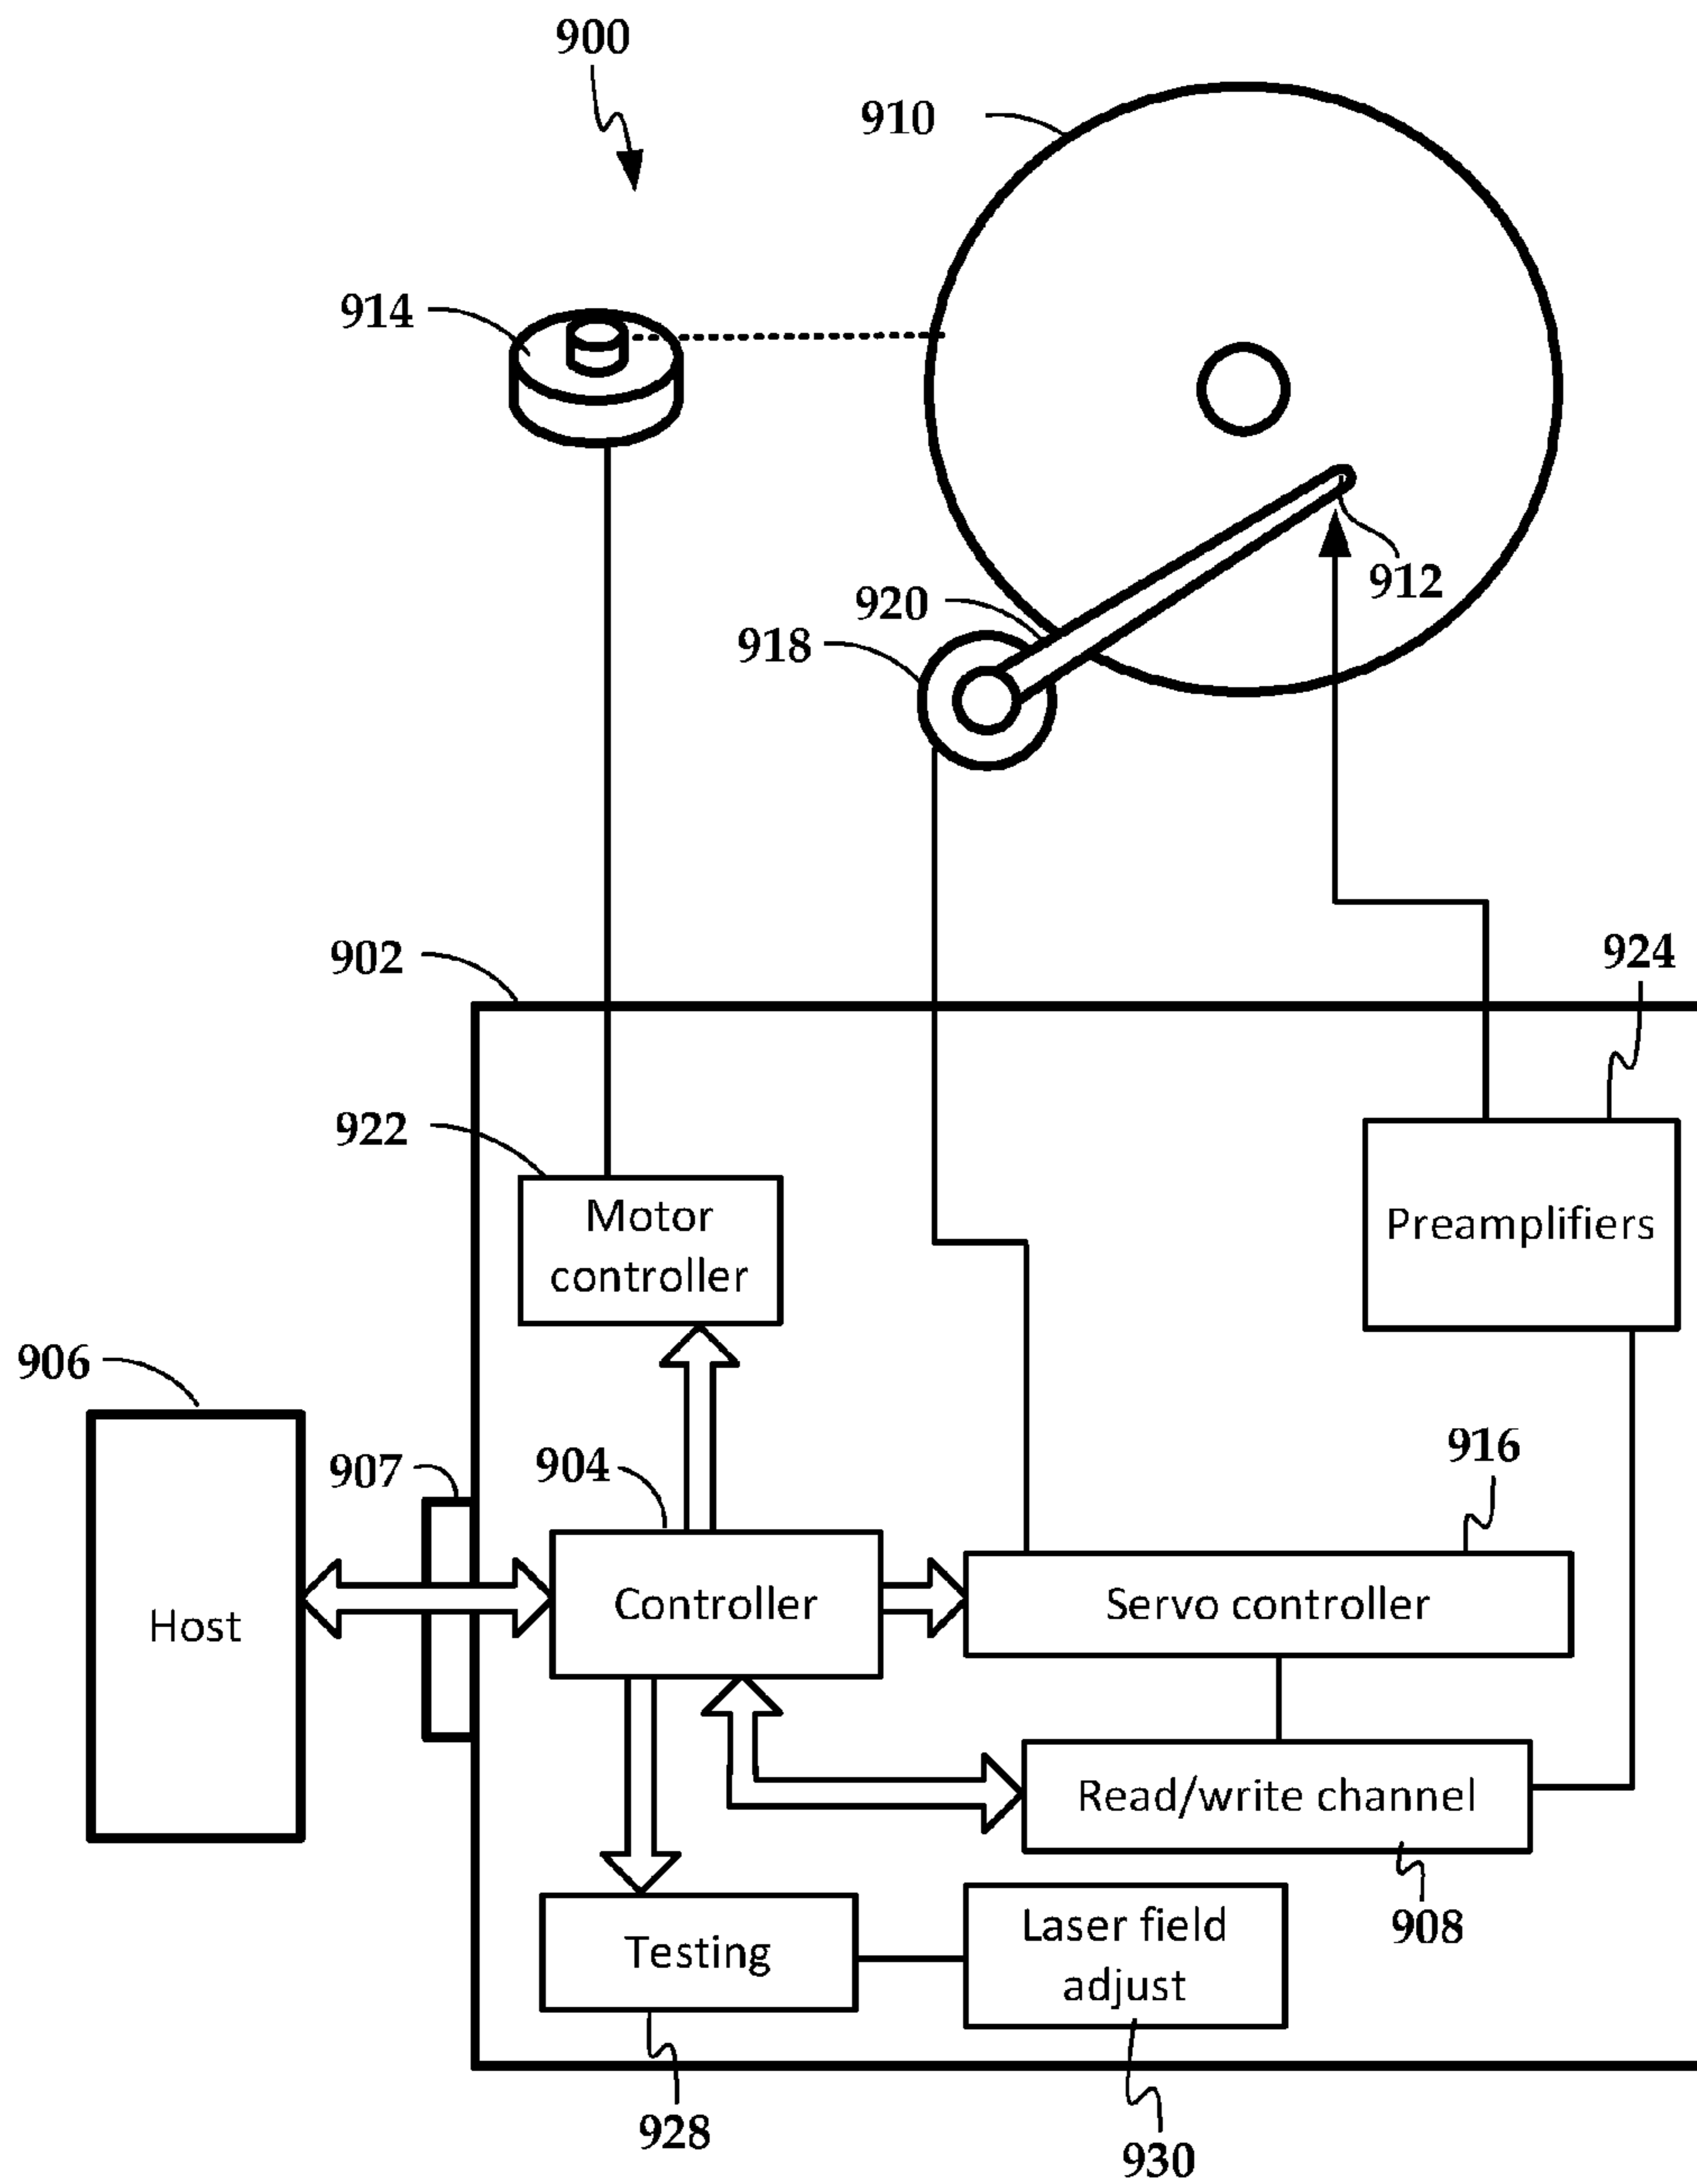 900
910
914
912
920
918
902
924
922
Motor
controller
Preamplifiers
906
907
904
916
Host
Controller
Servo controller
Read/write channel
908
Testing
Laser field
adjust
928
930